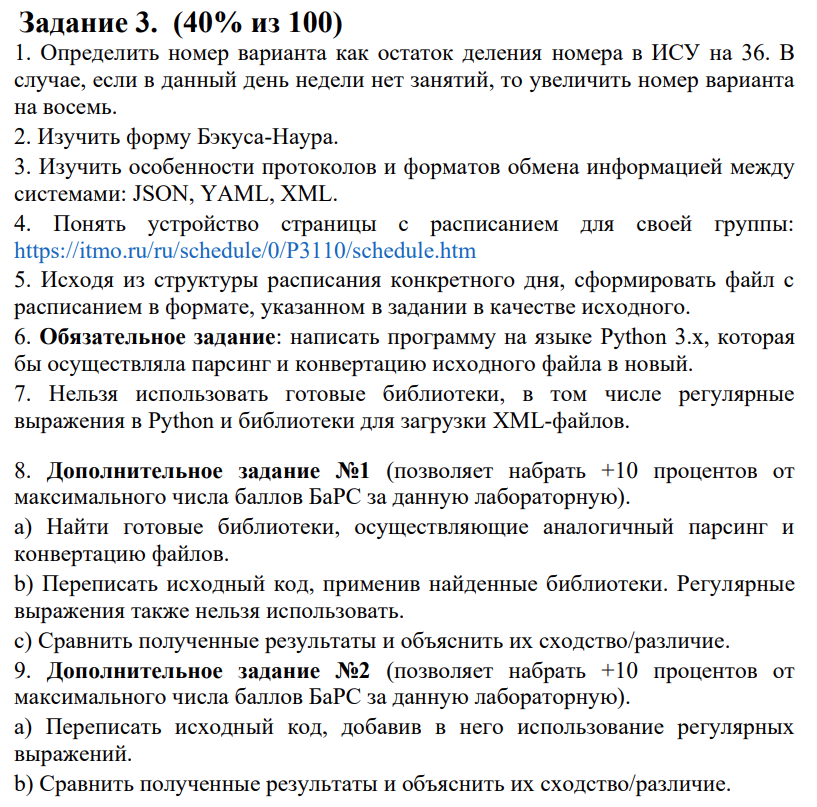 Задание 3.  (40% из 100)
1. Определить номер варианта как остаток деления номера в ИСУ на 36. В
случае, если в данный день недели нет занятий, то увеличить номер варианта
на восемь.
2. Изучить форму Бэкуса-Наура.
3. Изучить особенности протоколов и форматов обмена информацией между
системами: JSON, YAML, XML.
4. Понять устройство страницы с расписанием для своей группы:
https://itmo.ru/ru/schedule/0/P3110/schedule.htm
5. Исходя из структуры расписания конкретного дня, сформировать файл с
расписанием в формате, указанном в задании в качестве исходного.
6. Обязательное задание: написать программу на языке Python 3.x, которая
бы осуществляла парсинг и конвертацию исходного файла в новый.
7. Нельзя использовать готовые библиотеки, в том числе регулярные
выражения в Python и библиотеки для загрузки XML-файлов.
8. Дополнительное задание №1 (позволяет набрать +10 процентов от
максимального числа баллов БаРС за данную лабораторную).
a) Найти готовые библиотеки, осуществляющие аналогичный парсинг и
конвертацию файлов.
b) Переписать исходный код, применив найденные библиотеки. Регулярные
выражения также нельзя использовать.
c) Сравнить полученные результаты и объяснить их сходство/различие.
9. Дополнительное задание №2 (позволяет набрать +10 процентов от
максимального числа баллов БаРС за данную лабораторную).
a) Переписать исходный код, добавив в него использование регулярных
выражений.
b) Сравнить полученные результаты и объяснить их сходство/различие.